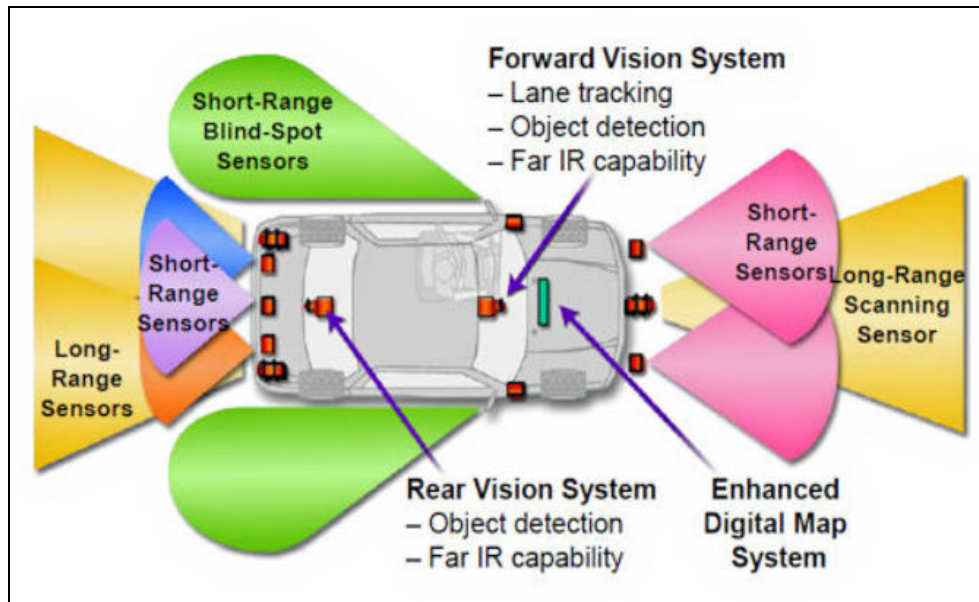 Forward Vision System
– Lane tracking
– Object detection
– Far IR capability
Short-Range
Blind-Spot
Sensors
Short-
Range
Sensors
Long-
Range
Sensors
Short-
Range
Sensors
Long-Range
Scanning
Sensor
Rear Vision System
– Object detection
– Far IR capability
Enhanced
Digital Map
System